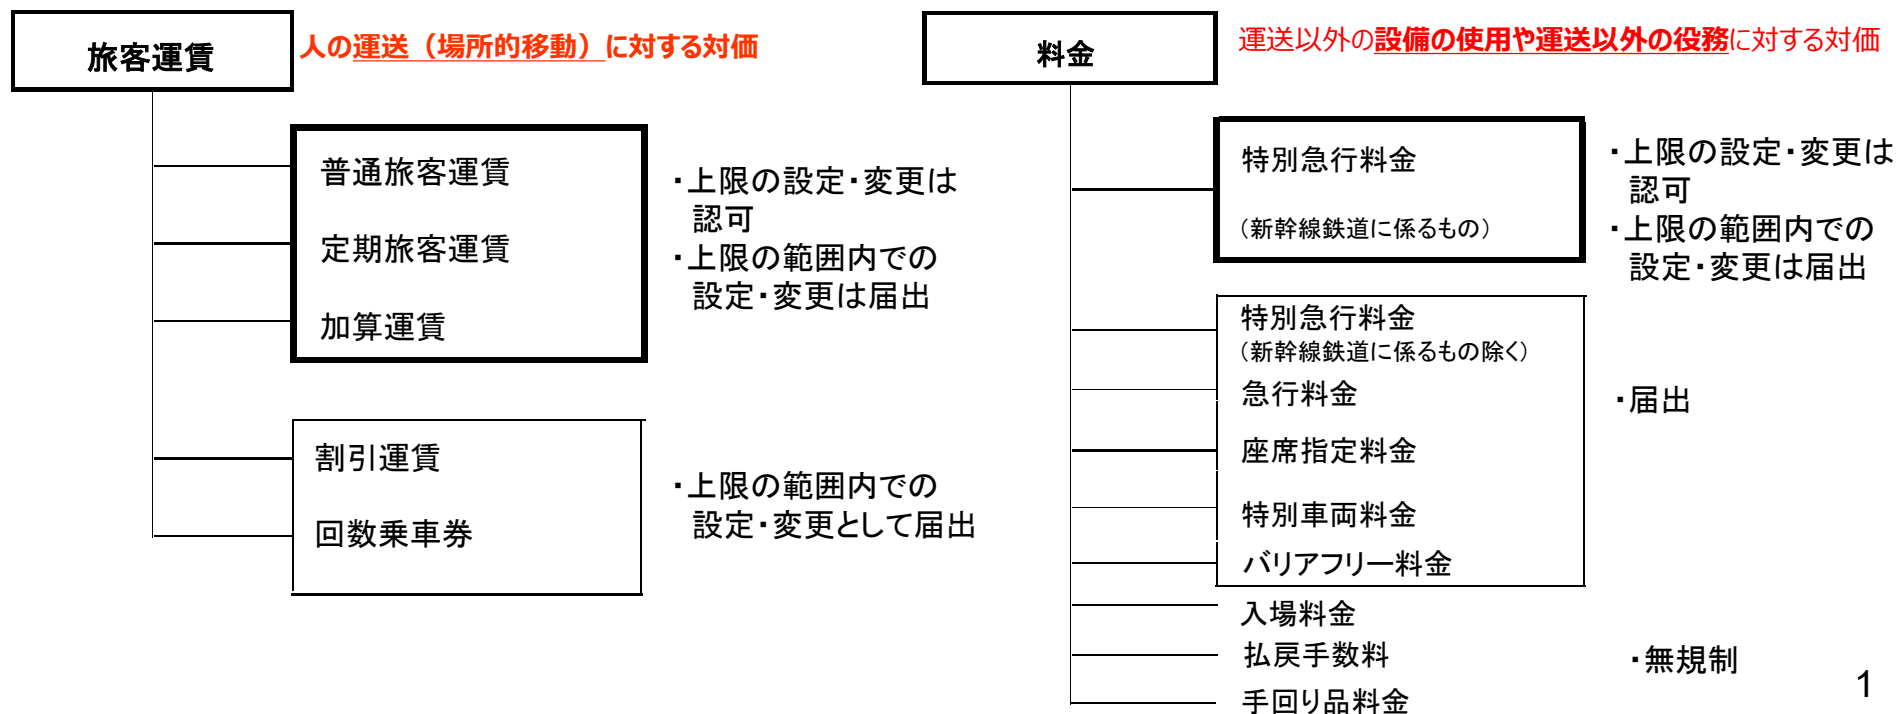 旅客運賃
人の運送（場所的移動）に対する対価
普通旅客運賃
定期旅客運賃
加算運賃
・上限の設定・変更は
認可
・上限の範囲内での
設定・変更は届出
割引運賃
回数乗車券
・上限の範囲内での
設定・変更として届出
料金
運送以外の設備の使用や運送以外の役務に対する対価
特別急行料金
（新幹線鉄道に係るもの）
・上限の設定・変更は
認可
・上限の範囲内での
設定・変更は届出
特別急行料金
（新幹線鉄道に係るもの除く）
急行料金
座席指定料金
特別車両料金
バリアフリー料金
・届出
入場料金
払戻手数料
手回り品料金
・無規制
1